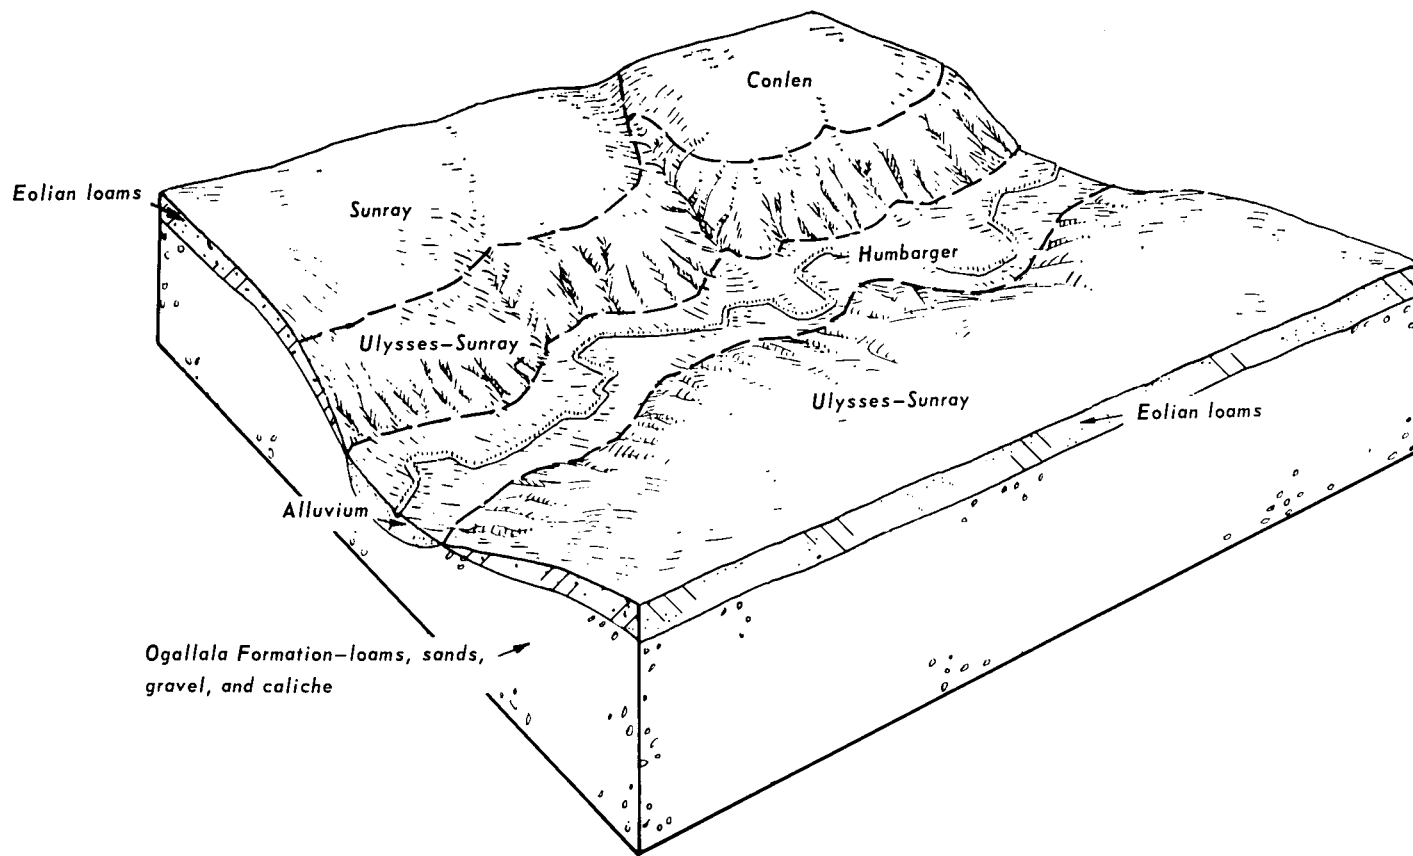 Conlen
Eolian loams
Sunray
Humbarger
Ulysses–Sunray
Ulysses–Sunray
Eolian loams
Alluvium
Ogallala Formation–loams, sands,
gravel, and caliche